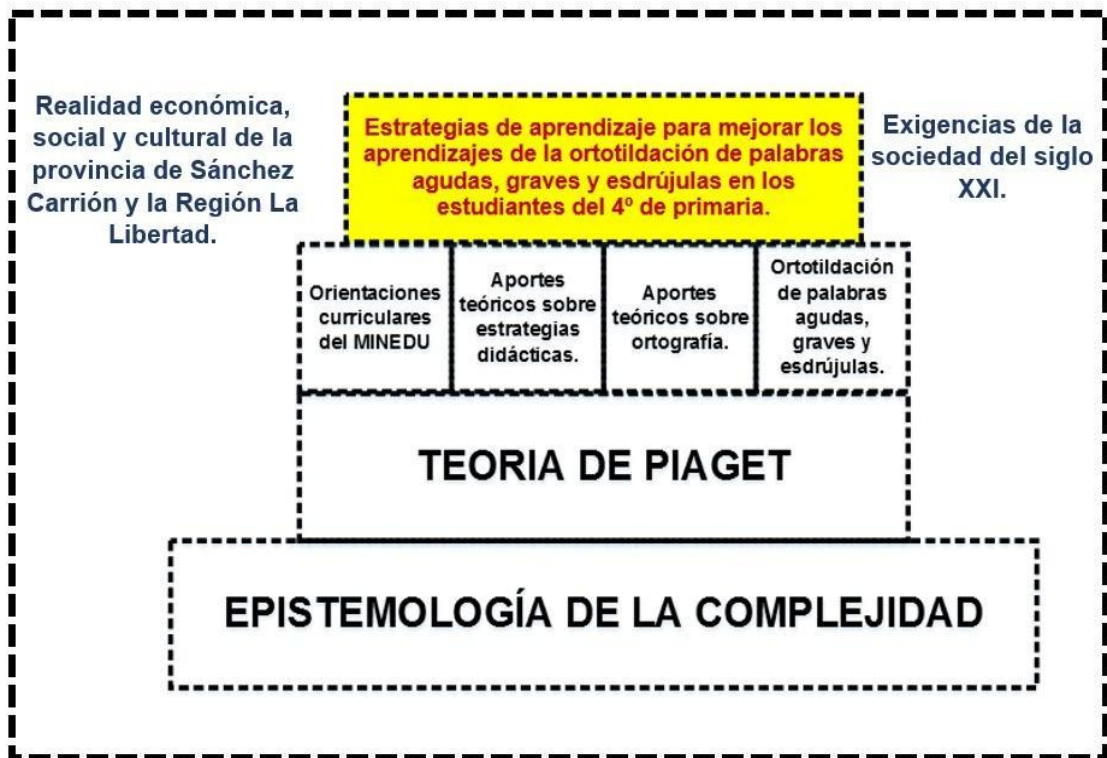 Realidad económica,
social y cultural de la
provincia de Sánchez
Carrión y la Región La
Libertad.
Estrategias de aprendizaje para mejorar los
aprendizajes de la ortotildación de palabras
agudas, graves y esdrújulas en los
estudiantes del 4º de primaria.
Exigencias de la
sociedad del siglo
XXI.
Orientaciones
curriculares
del MINEDU
Aportes
teóricos sobre
estrategias
didácticas.
Aportes
teóricos sobre
ortografía.
Ortotildación
de palabras
agudas,
graves y
esdrújulas.
TEORIA DE PIAGET
EPISTEMOLOGÍA DE LA COMPLEJIDAD